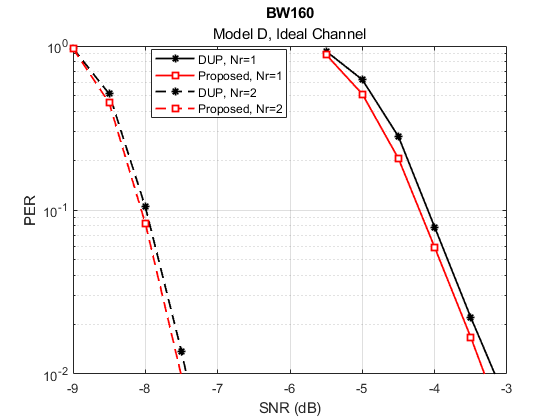 BW160
Model D, Ideal Channel
10^0
10^-1
10^-2
PER
DUP, Nr=1
Proposed, Nr=1
DUP, Nr=2
Proposed, Nr=2
-9 -8 -7 -6 -5 -4 -3
SNR (dB)